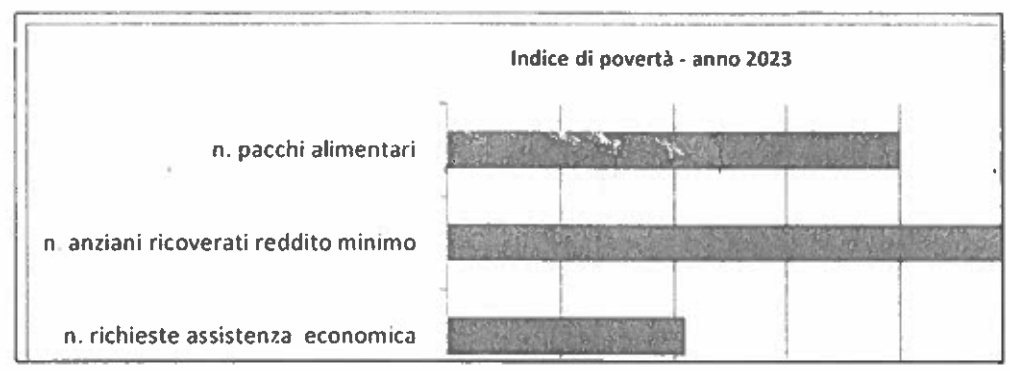 Indice di povertà - anno 2023
n. pacchi alimentari
n. anziani ricoverati reddito minimo
n. richieste assistenza economica